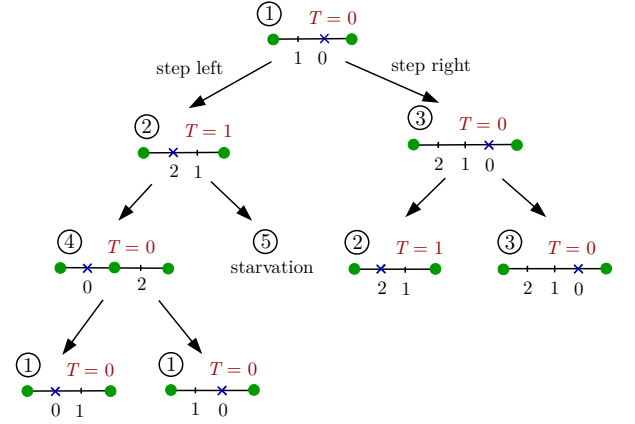 ① T = 0
1 0
step left
step right
② T = 1
2 1
③ T = 0
2 1 0
④ T = 0
0 2
⑤
starvation
② T = 1
2 1
③ T = 0
2 1 0
① T = 0
0 1
① T = 0
1 0